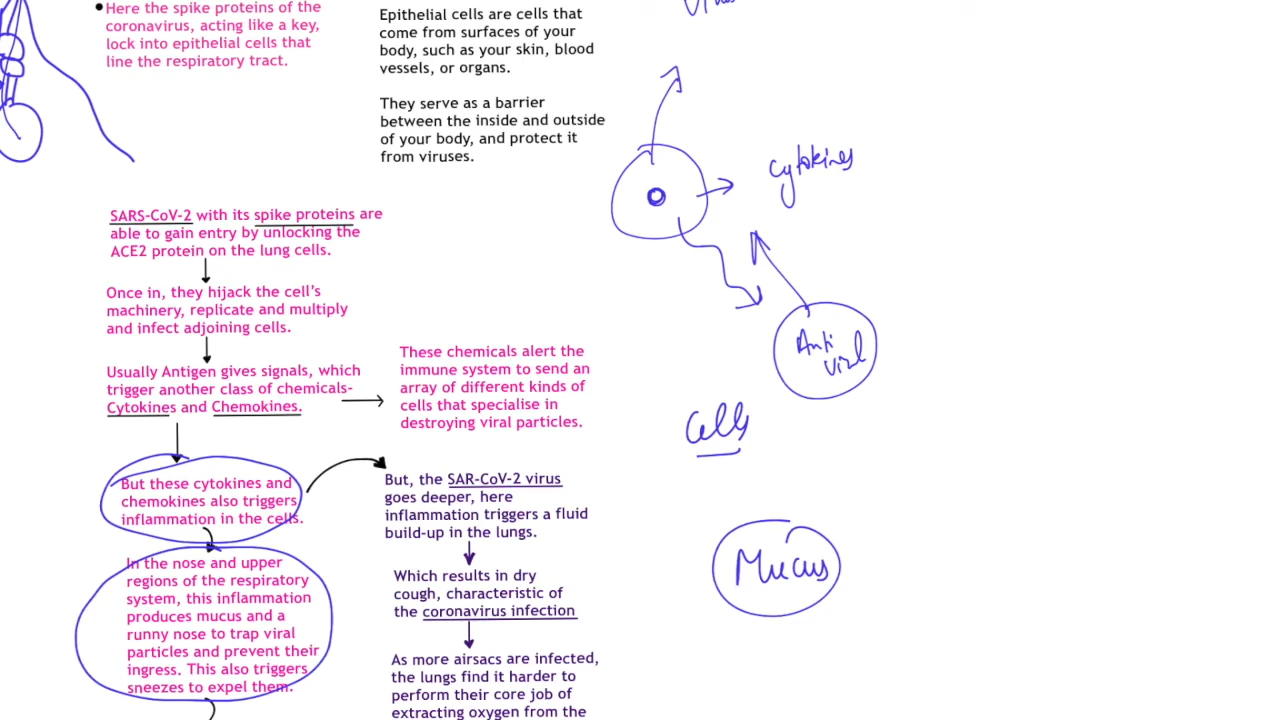 Here the spike proteins of the
coronavirus, acting like a key,
lock into epithelial cells that
line the respiratory tract.
Epithelial cells are cells that
come from surfaces of your
body, such as your skin, blood
vessels, or organs.
They serve as a barrier
between the inside and outside
of your body, and protect it
from viruses.
Cytokines
SARS-CoV-2 with its spike proteins are
able to gain entry by unlocking the
ACE2 protein on the lung cells.
Once in, they hijack the cell’s
machinery, replicate and multiply
and infect adjoining cells.
Anti
viral
Usually Antigen gives signals, which
trigger another class of chemicals-
Cytokines and Chemokines.
These chemicals alert the
immune system to send an
array of different kinds of
cells that specialise in
destroying viral particles.
Cells
But these cytokines and
chemokines also triggers
inflammation in the cells.
But, the SAR-CoV-2 virus
goes deeper, here
inflammation triggers a fluid
build-up in the lungs.
Mucus
In the nose and upper
regions of the respiratory
system, this inflammation
produces mucus and a
runny nose to trap viral
particles and prevent their
ingress. This also triggers
sneezes to expel them.
Which results in dry
cough, characteristic of
the coronavirus infection
As more airsacs are infected,
the lungs find it harder to
perform their core job of
extracting oxygen from the